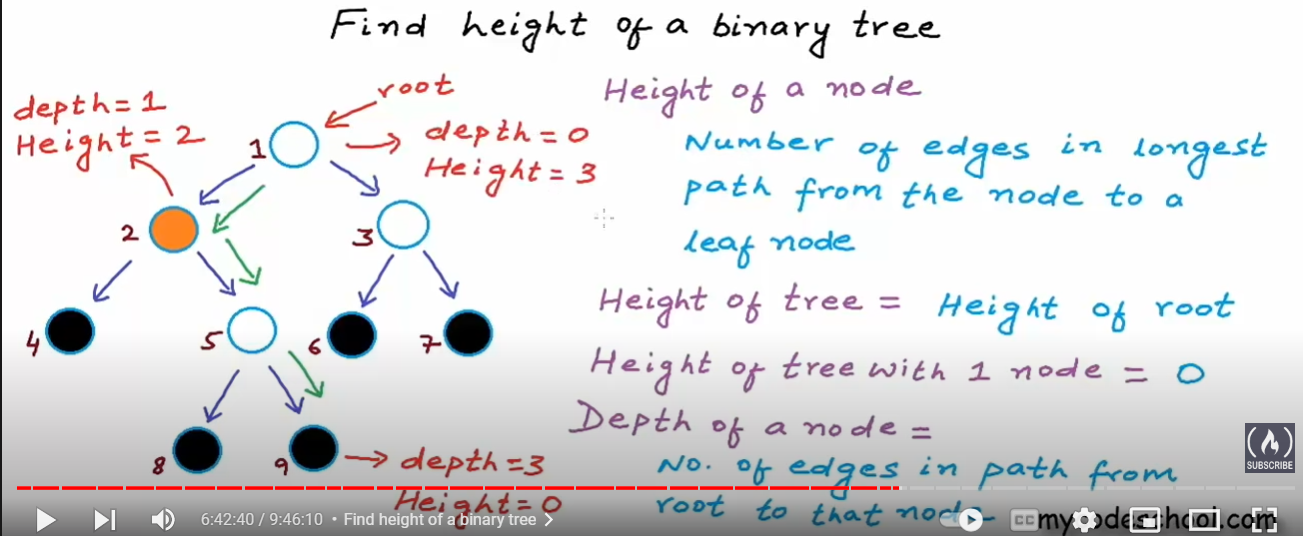 Find height of a binary tree
depth = 1
Height = 2
root
1
depth = 0
Height = 3
2
3
4
5
6
7
8
9
depth = 3
Height = 0
Height of a node
Number of edges in longest
path from the node to a
leaf node
Height of tree = Height of root
Height of tree with 1 node = 0
Depth of a node =
No. of edges in path from
root to that node
SUBSCRIBE
6:42:40 / 9:46:10 • Find height of a binary tree
CC
mycodeschool.com